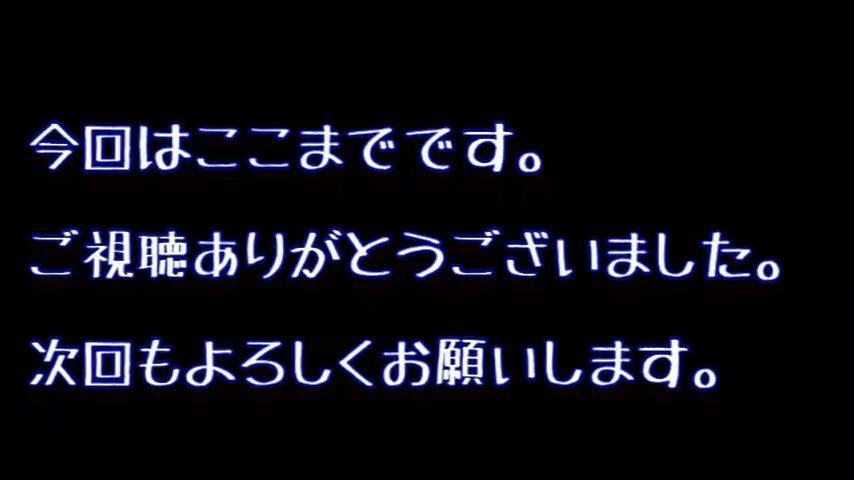 今回はここまでです。
ご視聴ありがとうございました。
次回もよろしくお願いします。